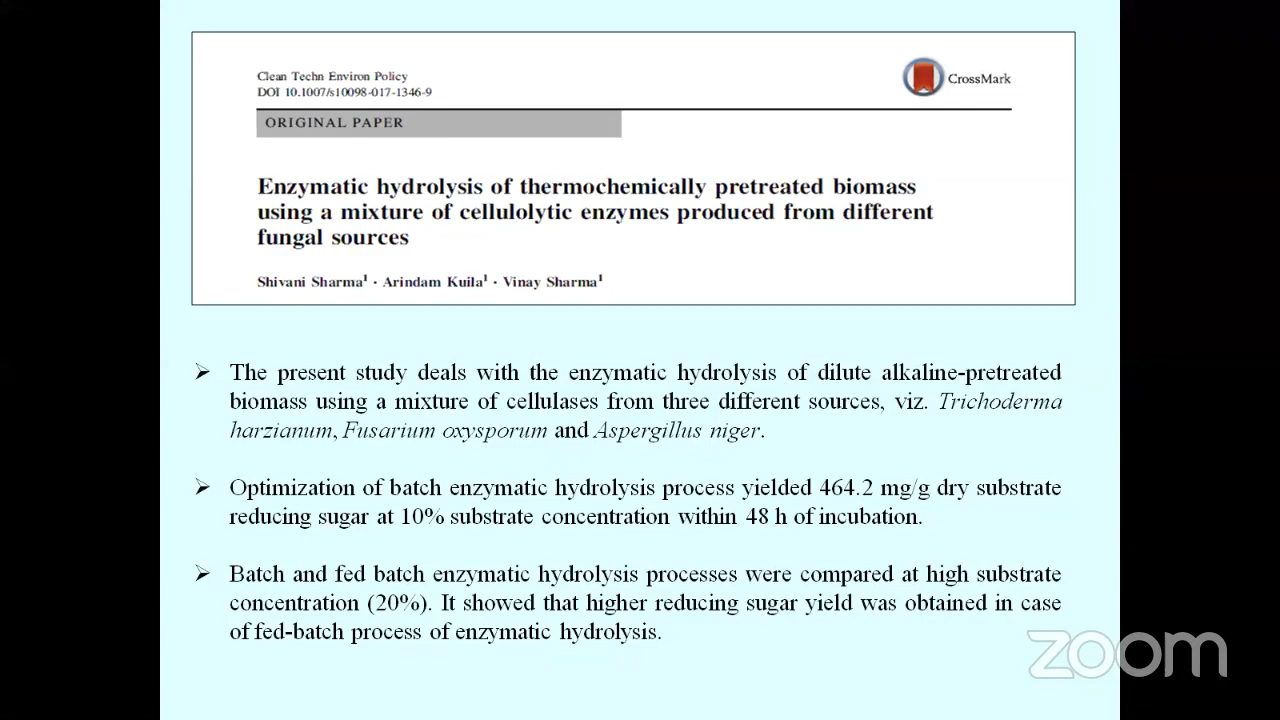 Clean Techn Environ Policy
DOI 10.1007/s10098-017-1346-9
CrossMark
ORIGINAL PAPER
Enzymatic hydrolysis of thermochemically pretreated biomass
using a mixture of cellulolytic enzymes produced from different
fungal sources
Shivani Sharma¹ · Arindam Kuila¹ · Vinay Sharma¹
➢ The present study deals with the enzymatic hydrolysis of dilute alkaline-pretreated
biomass using a mixture of cellulases from three different sources, viz. Trichoderma
harzianum, Fusarium oxysporum and Aspergillus niger.
➢ Optimization of batch enzymatic hydrolysis process yielded 464.2 mg/g dry substrate
reducing sugar at 10% substrate concentration within 48 h of incubation.
➢ Batch and fed batch enzymatic hydrolysis processes were compared at high substrate
concentration (20%). It showed that higher reducing sugar yield was obtained in case
of fed-batch process of enzymatic hydrolysis.
zoom